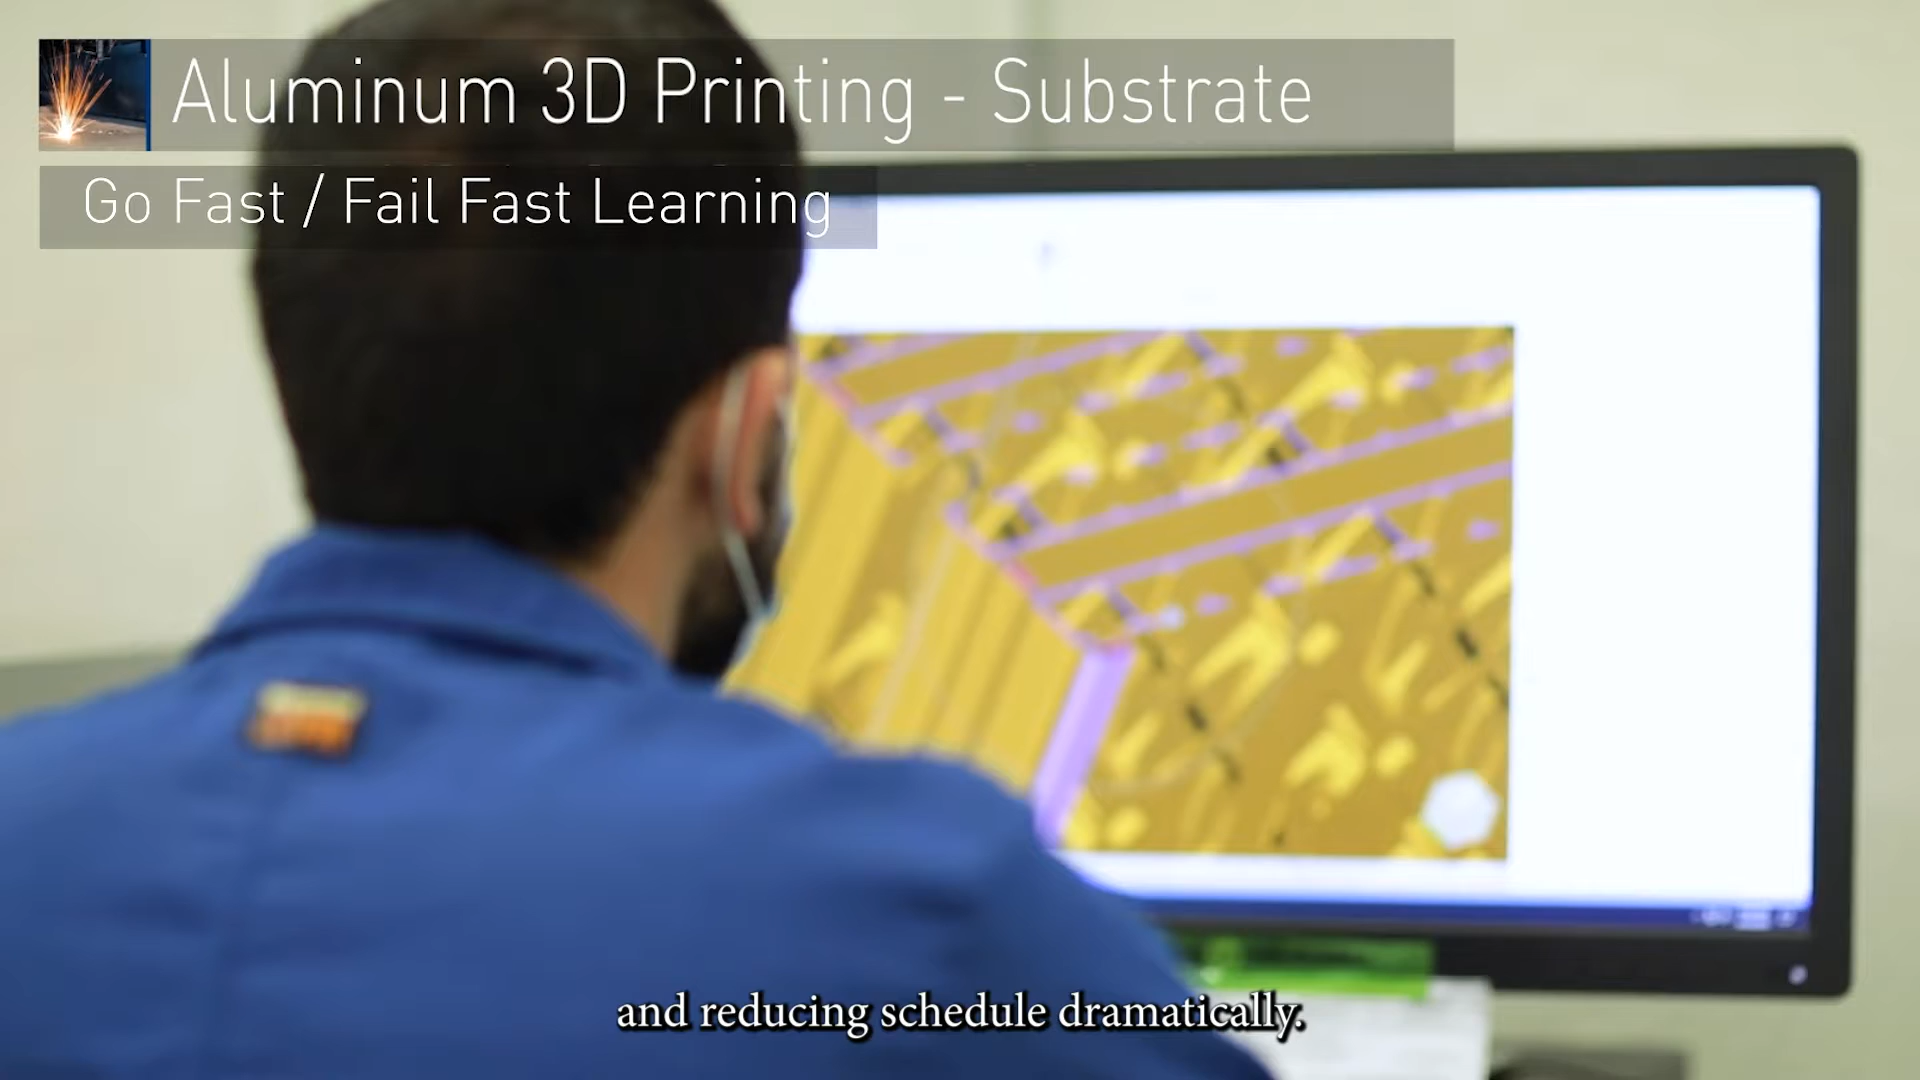 Aluminum 3D Printing - Substrate
Go Fast / Fail Fast Learning
and reducing schedule dramatically.